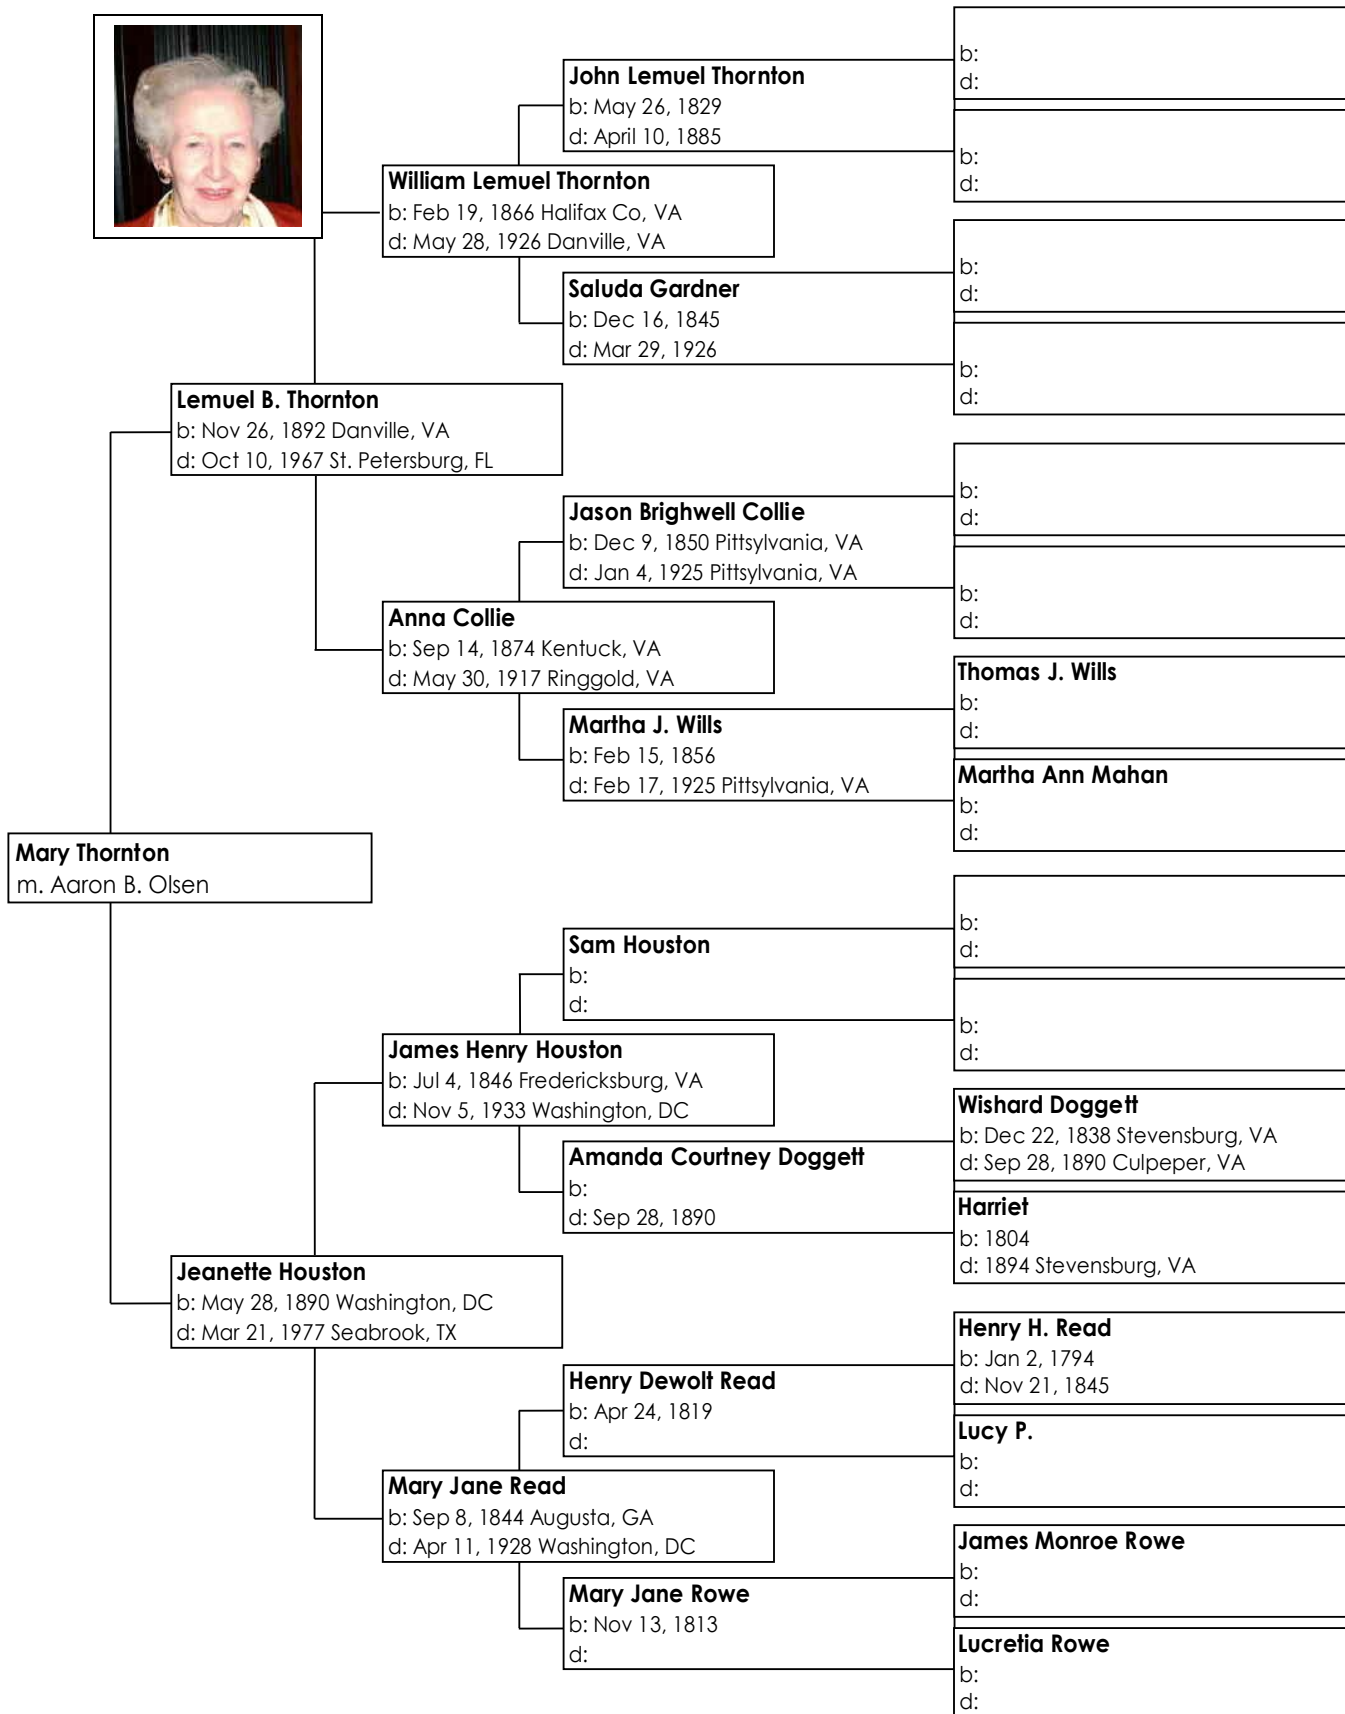 b:
d:
John Lemuel Thornton
b: May 26, 1829
d: April 10, 1885
b:
d:
William Lemuel Thornton
b: Feb 19, 1866 Halifax Co, VA
d: May 28, 1926 Danville, VA
b:
d:
Saluda Gardner
b: Dec 16, 1845
d: Mar 29, 1926
b:
d:
Lemuel B. Thornton
b: Nov 26, 1892 Danville, VA
d: Oct 10, 1967 St. Petersburg, FL
b:
d:
Jason Brighwell Collie
b: Dec 9, 1850 Pittsylvania, VA
d: Jan 4, 1925 Pittsylvania, VA
b:
d:
Anna Collie
b: Sep 14, 1874 Kentuck, VA
d: May 30, 1917 Ringgold, VA
Thomas J. Wills
b:
d:
Martha J. Wills
b: Feb 15, 1856
d: Feb 17, 1925 Pittsylvania, VA
Martha Ann Mahan
b:
d:
Mary Thornton
m. Aaron B. Olsen
b:
d:
Sam Houston
b:
d:
b:
d:
James Henry Houston
b: Jul 4, 1846 Fredericksburg, VA
d: Nov 5, 1933 Washington, DC
Wishard Doggett
b: Dec 22, 1838 Stevensburg, VA
d: Sep 28, 1890 Culpeper, VA
Amanda Courtney Doggett
b:
d: Sep 28, 1890
Harriet
b: 1804
d: 1894 Stevensburg, VA
Jeanette Houston
b: May 28, 1890 Washington, DC
d: Mar 21, 1977 Seabrook, TX
Henry H. Read
b: Jan 2, 1794
d: Nov 21, 1845
Henry Dewolt Read
b: Apr 24, 1819
d:
Lucy P.
b:
d:
Mary Jane Read
b: Sep 8, 1844 Augusta, GA
d: Apr 11, 1928 Washington, DC
James Monroe Rowe
b:
d:
Mary Jane Rowe
b: Nov 13, 1813
d:
Lucretia Rowe
b:
d: